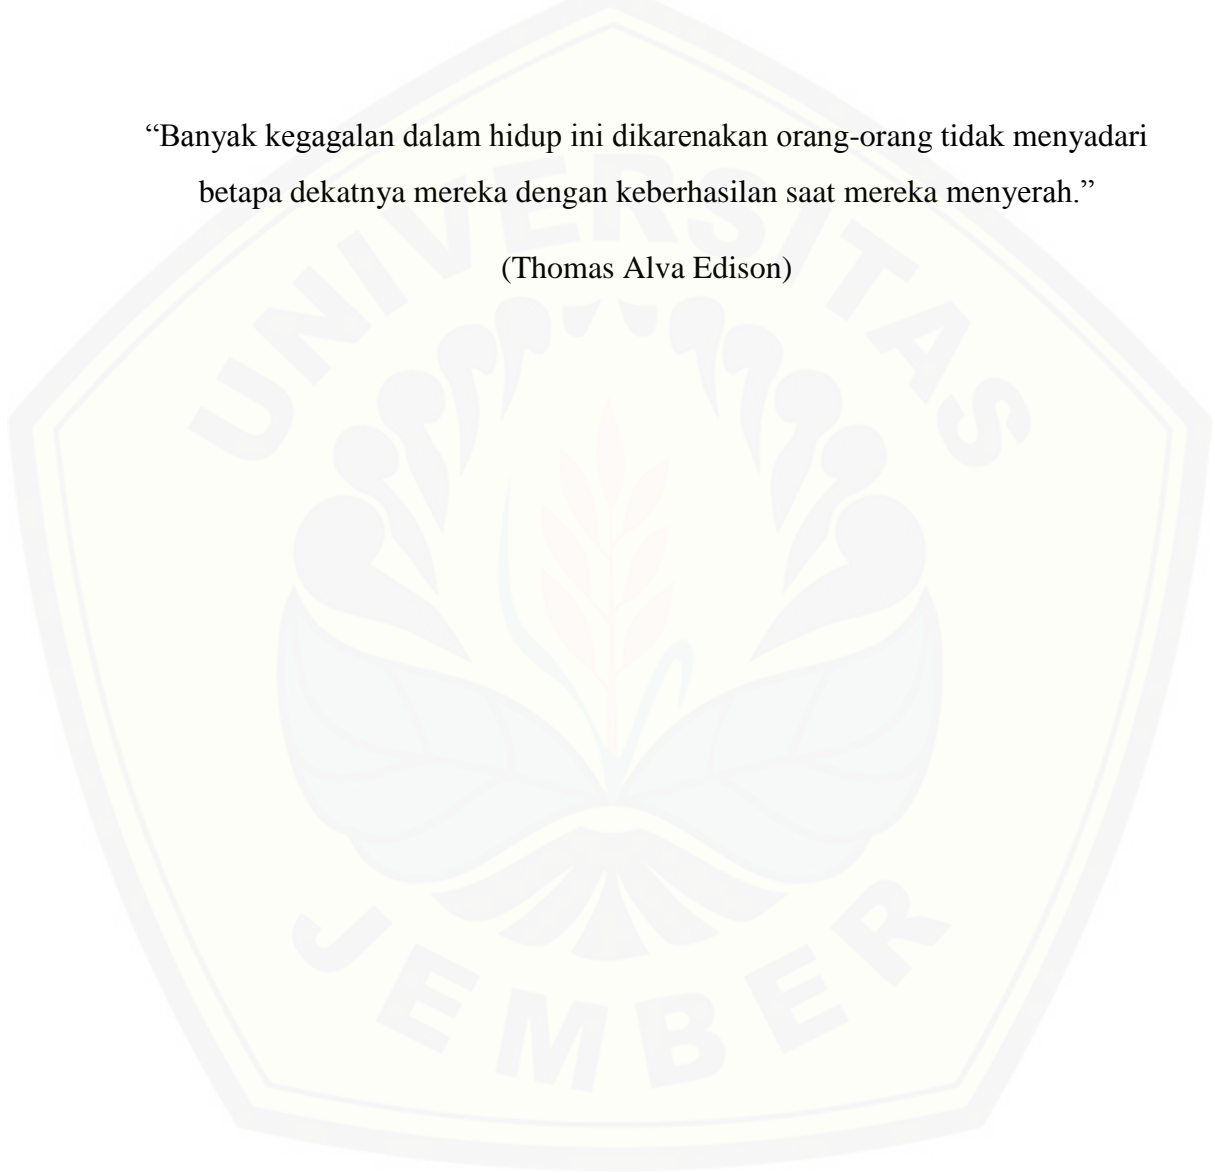 “Banyak kegagalan dalam hidup ini dikarenakan orang-orang tidak menyadari
betapa dekatnya mereka dengan keberhasilan saat mereka menyerah.”
(Thomas Alva Edison)
UNIVERSITAS
JEMBER